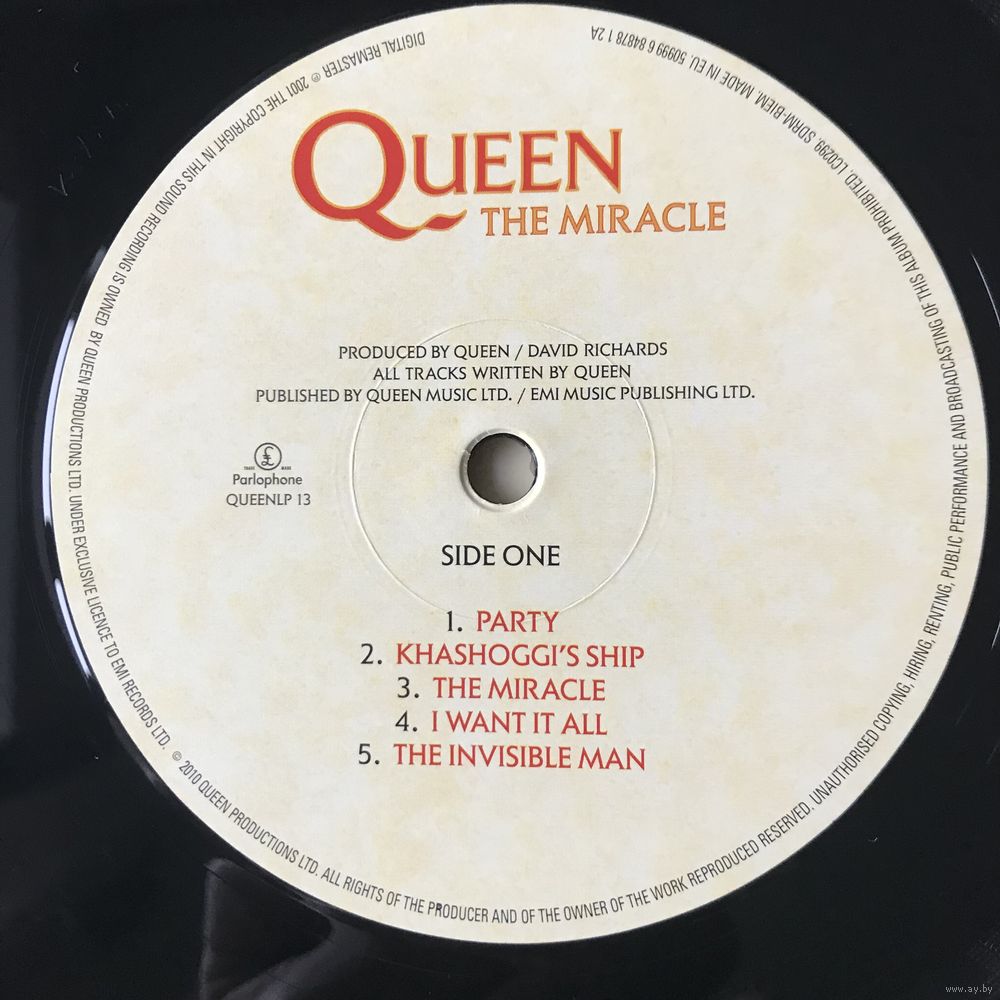 QUEEN
THE MIRACLE
PRODUCED BY QUEEN / DAVID RICHARDS
ALL TRACKS WRITTEN BY QUEEN
PUBLISHED BY QUEEN MUSIC LTD. / EMI MUSIC PUBLISHING LTD.
TRADE £ MARK
Parlophone
QUEENLP 13
SIDE ONE
1. PARTY
2. KHASHOGGI'S SHIP
3. THE MIRACLE
4. I WANT IT ALL
5. THE INVISIBLE MAN
DIGITAL REMASTER ℗ 2001 THE COPYRIGHT IN THIS SOUND RECORDING IS OWNED BY QUEEN PRODUCTIONS LTD. UNDER EXCLUSIVE LICENCE TO EMI RECORDS LTD. © 2010 QUEEN PRODUCTIONS LTD. ALL RIGHTS OF THE PRODUCER AND OF THE OWNER OF THE WORK REPRODUCED RESERVED. UNAUTHORISED COPYING, HIRING, RENTING, PUBLIC PERFORMANCE AND BROADCASTING OF THIS ALBUM PROHIBITED. LC0299. SDRM-BIEM. MADE IN EU. 50999 6 84878 1 2A
www.ay.by